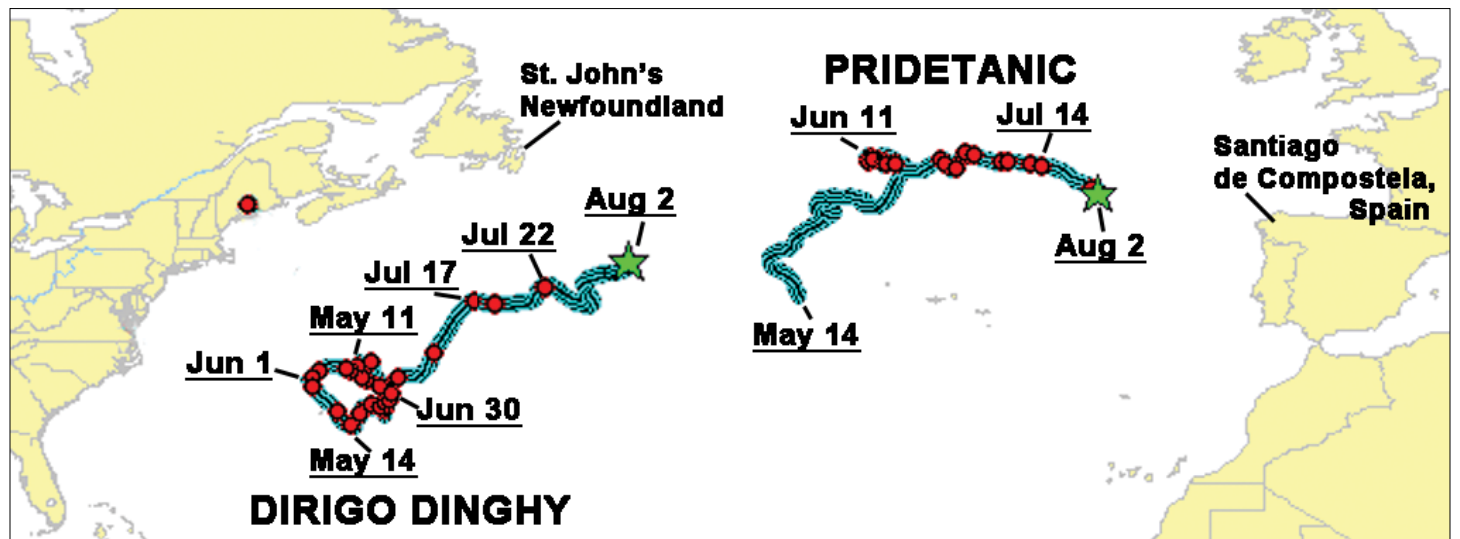 St. John's
Newfoundland
PRIDETANIC
Jun 11
Jul 14
Santiago
de Compostela,
Spain
Aug 2
Aug 2
Jul 22
Jul 17
May 11
May 14
Jun 1
Jun 30
May 14
DIRIGO DINGHY